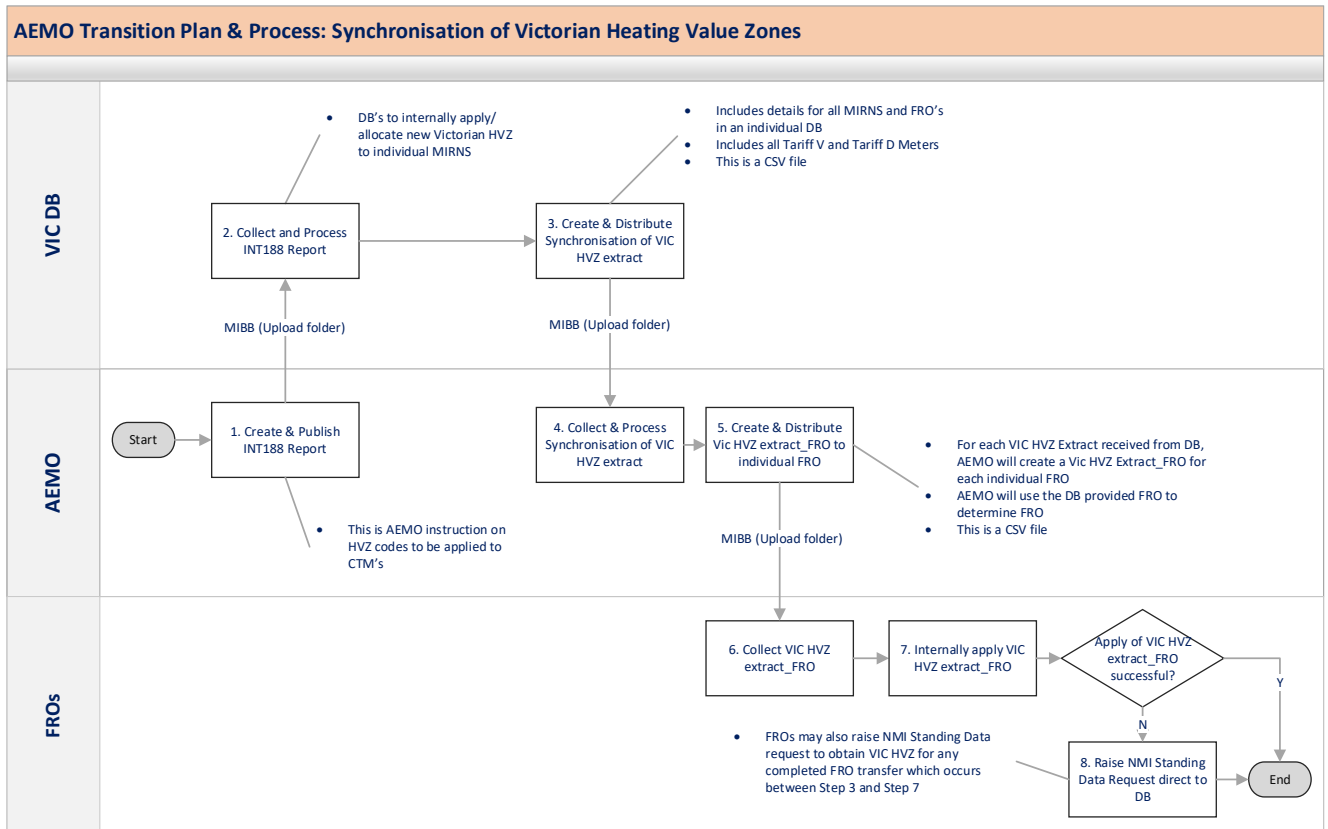 AEMO Transition Plan & Process: Synchronisation of Victorian Heating Value Zones
VIC DB
• DB's to internally apply/
allocate new Victorian HVZ
to individual MIRNS
• Includes details for all MIRNS and FRO's
in an individual DB
• Includes all Tariff V and Tariff D Meters
• This is a CSV file
2. Collect and Process
INT188 Report
3. Create & Distribute
Synchronisation of VIC
HVZ extract
MIBB (Upload folder)
MIBB (Upload folder)
AEMO
Start
1. Create & Publish
INT188 Report
• This is AEMO instruction on
HVZ codes to be applied to
CTM's
4. Collect & Process
Synchronisation of VIC
HVZ extract
5. Create & Distribute
Vic HVZ extract_FRO to
individual FRO
• For each VIC HVZ Extract received from DB,
AEMO will create a Vic HVZ Extract_FRO for
each individual FRO
• AEMO will use the DB provided FRO to
determine FRO
• This is a CSV file
MIBB (Upload folder)
FROs
6. Collect VIC HVZ
extract_FRO
7. Internally apply VIC
HVZ extract_FRO
Apply of VIC HVZ
extract_FRO
successful?
Y
N
• FROs may also raise NMI Standing Data
request to obtain VIC HVZ for any
completed FRO transfer which occurs
between Step 3 and Step 7
8. Raise NMI Standing
Data Request direct to
DB
End